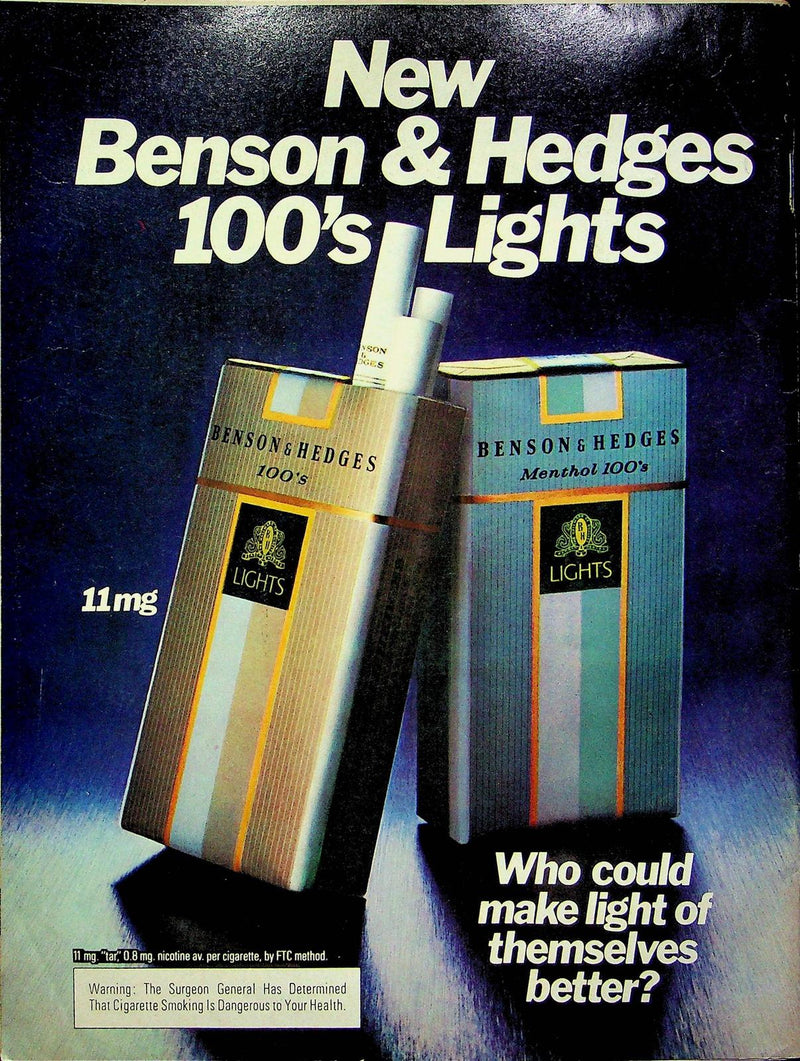 New
Benson & Hedges
100's Lights
BENSON & HEDGES
100's
LIGHTS
BENSON & HEDGES
Menthol 100's
LIGHTS
11mg
Who could
make light of
themselves
better?
11 mg. "tar," 0.8 mg. nicotine av. per cigarette, by FTC method.
Warning: The Surgeon General Has Determined
That Cigarette Smoking Is Dangerous to Your Health.